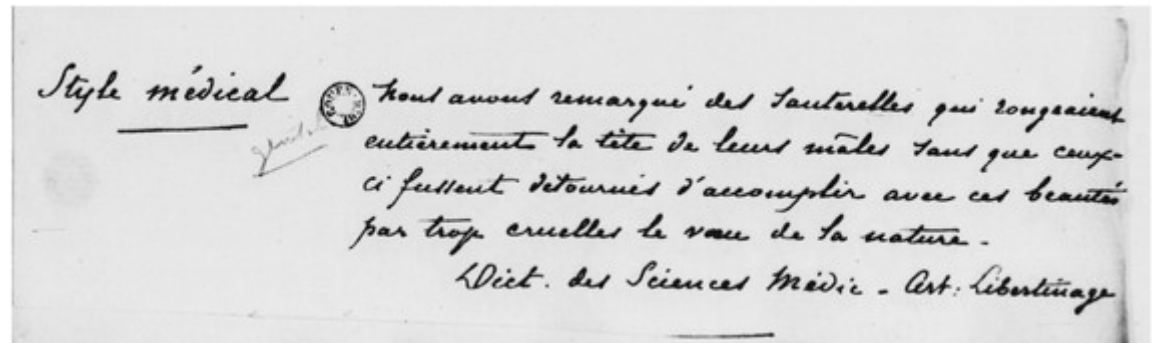 Style médical
Nous avons remarqué des sauterelles qui rongeaient
entièrement la tête de leurs mâles sans que ceux-
ci fussent détournés d'accomplir avec ces beautés
par trop cruelles le vœu de la nature.
Dict. des Sciences Médic - Art: Libertinage